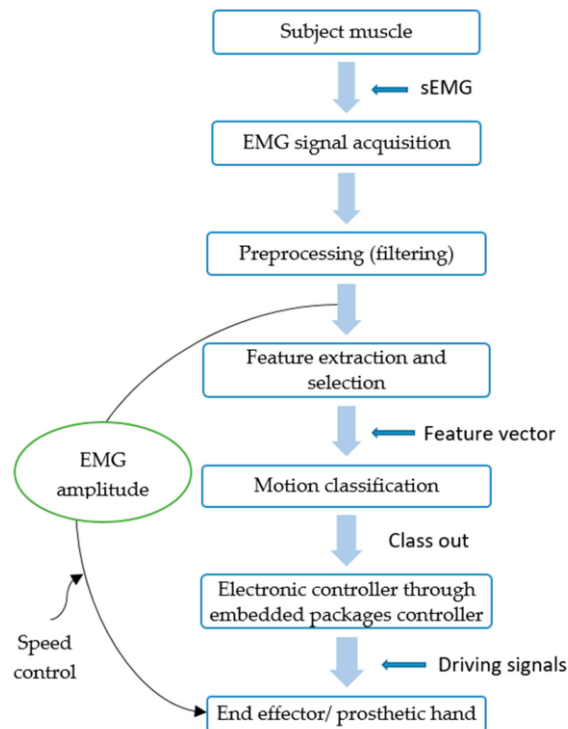 Subject muscle
sEMG
EMG signal acquisition
Preprocessing (filtering)
Feature extraction and
selection
Feature vector
EMG
amplitude
Motion classification
Class out
Electronic controller through
embedded packages controller
Speed
control
Driving signals
End effector/ prosthetic hand